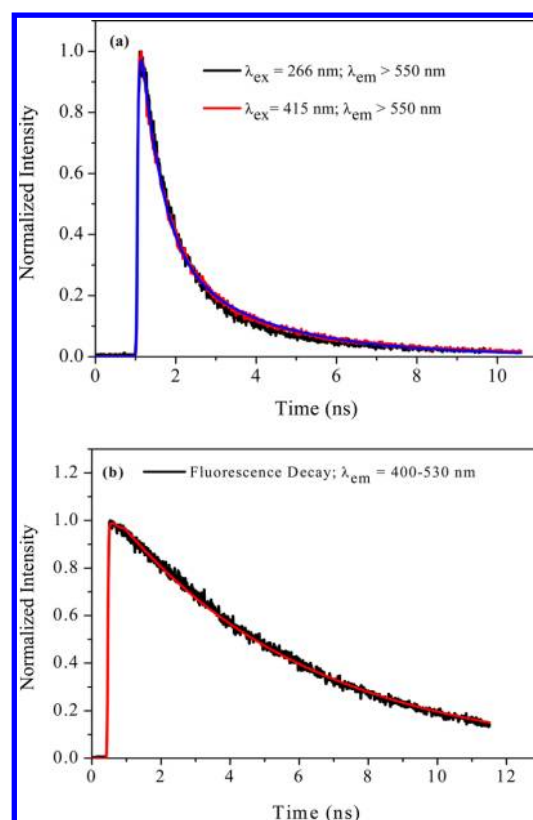 (a)
λex = 266 nm; λem > 550 nm
λex = 415 nm; λem > 550 nm
Normalized Intensity
1.0
0.8
0.6
0.4
0.2
0.0
0 2 4 6 8 10
Time (ns)
(b) Fluorescence Decay; λem = 400-530 nm
Normalized Intensity
1.2
1.0
0.8
0.6
0.4
0.2
0.0
0 2 4 6 8 10 12
Time (ns)